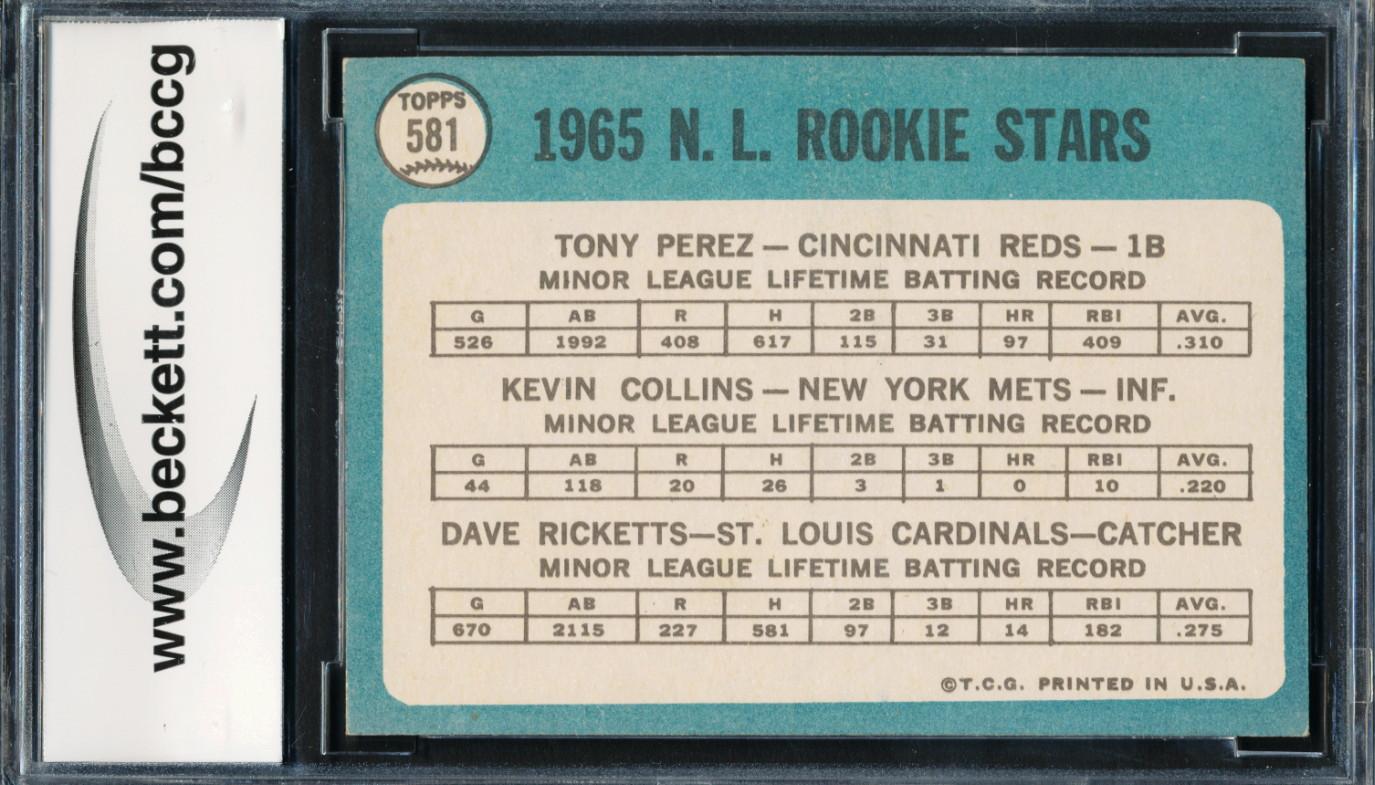 www.beckett.com/bccg
TOPPS
581
1965 N. L. ROOKIE STARS
TONY PEREZ — CINCINNATI REDS — 1B
MINOR LEAGUE LIFETIME BATTING RECORD
G AB R H 2B 3B HR RBI AVG.
526 1992 408 617 115 31 97 409 .310
KEVIN COLLINS — NEW YORK METS — INF.
MINOR LEAGUE LIFETIME BATTING RECORD
G AB R H 2B 3B HR RBI AVG.
44 118 20 26 3 1 0 10 .220
DAVE RICKETTS—ST. LOUIS CARDINALS—CATCHER
MINOR LEAGUE LIFETIME BATTING RECORD
G AB R H 2B 3B HR RBI AVG.
670 2115 227 581 97 12 14 182 .275
©T.C.G. PRINTED IN U.S.A.